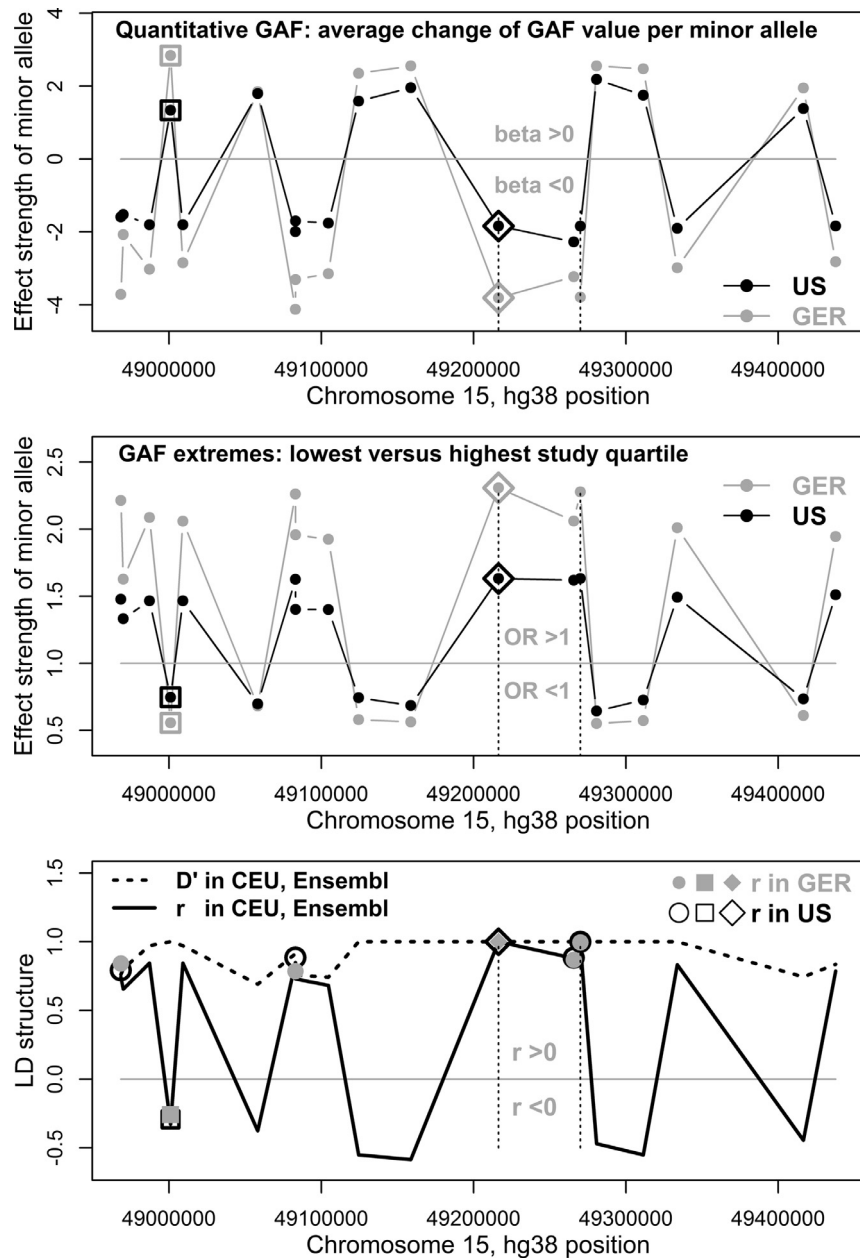 Quantitative GAF: average change of GAF value per minor allele
Effect strength of minor allele
4
2
0
-2
-4
beta >0
beta <0
US
GER
49000000 49100000 49200000 49300000 49400000
Chromosome 15, hg38 position
GAF extremes: lowest versus highest study quartile
Effect strength of minor allele
2.5
2.0
1.5
1.0
0.5
GER
US
OR >1
OR <1
49000000 49100000 49200000 49300000 49400000
Chromosome 15, hg38 position
D' in CEU, Ensembl
r in CEU, Ensembl
r in GER
r in US
LD structure
1.5
1.0
0.5
0.0
-0.5
r >0
r <0
49000000 49100000 49200000 49300000 49400000
Chromosome 15, hg38 position